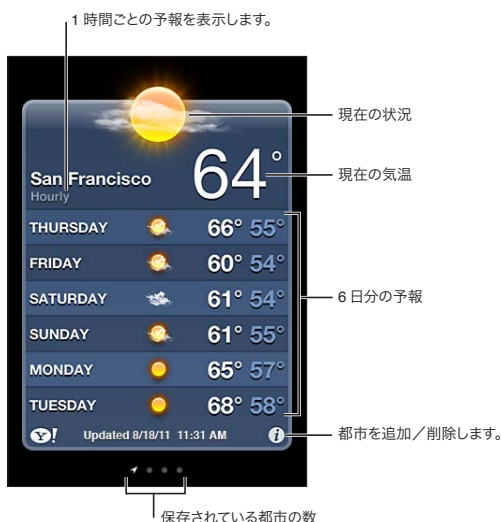 1 時間ごとの予報を表示します。
現在の状況
64°
現在の気温
San Francisco
Hourly
THURSDAY 66° 55°
FRIDAY 60° 54°
SATURDAY 61° 54°
6 日分の予報
SUNDAY 61° 55°
MONDAY 65° 57°
TUESDAY 68° 58°
Y! Updated 8/18/11 11:31 AM i
都市を追加／削除します。
保存されている都市の数